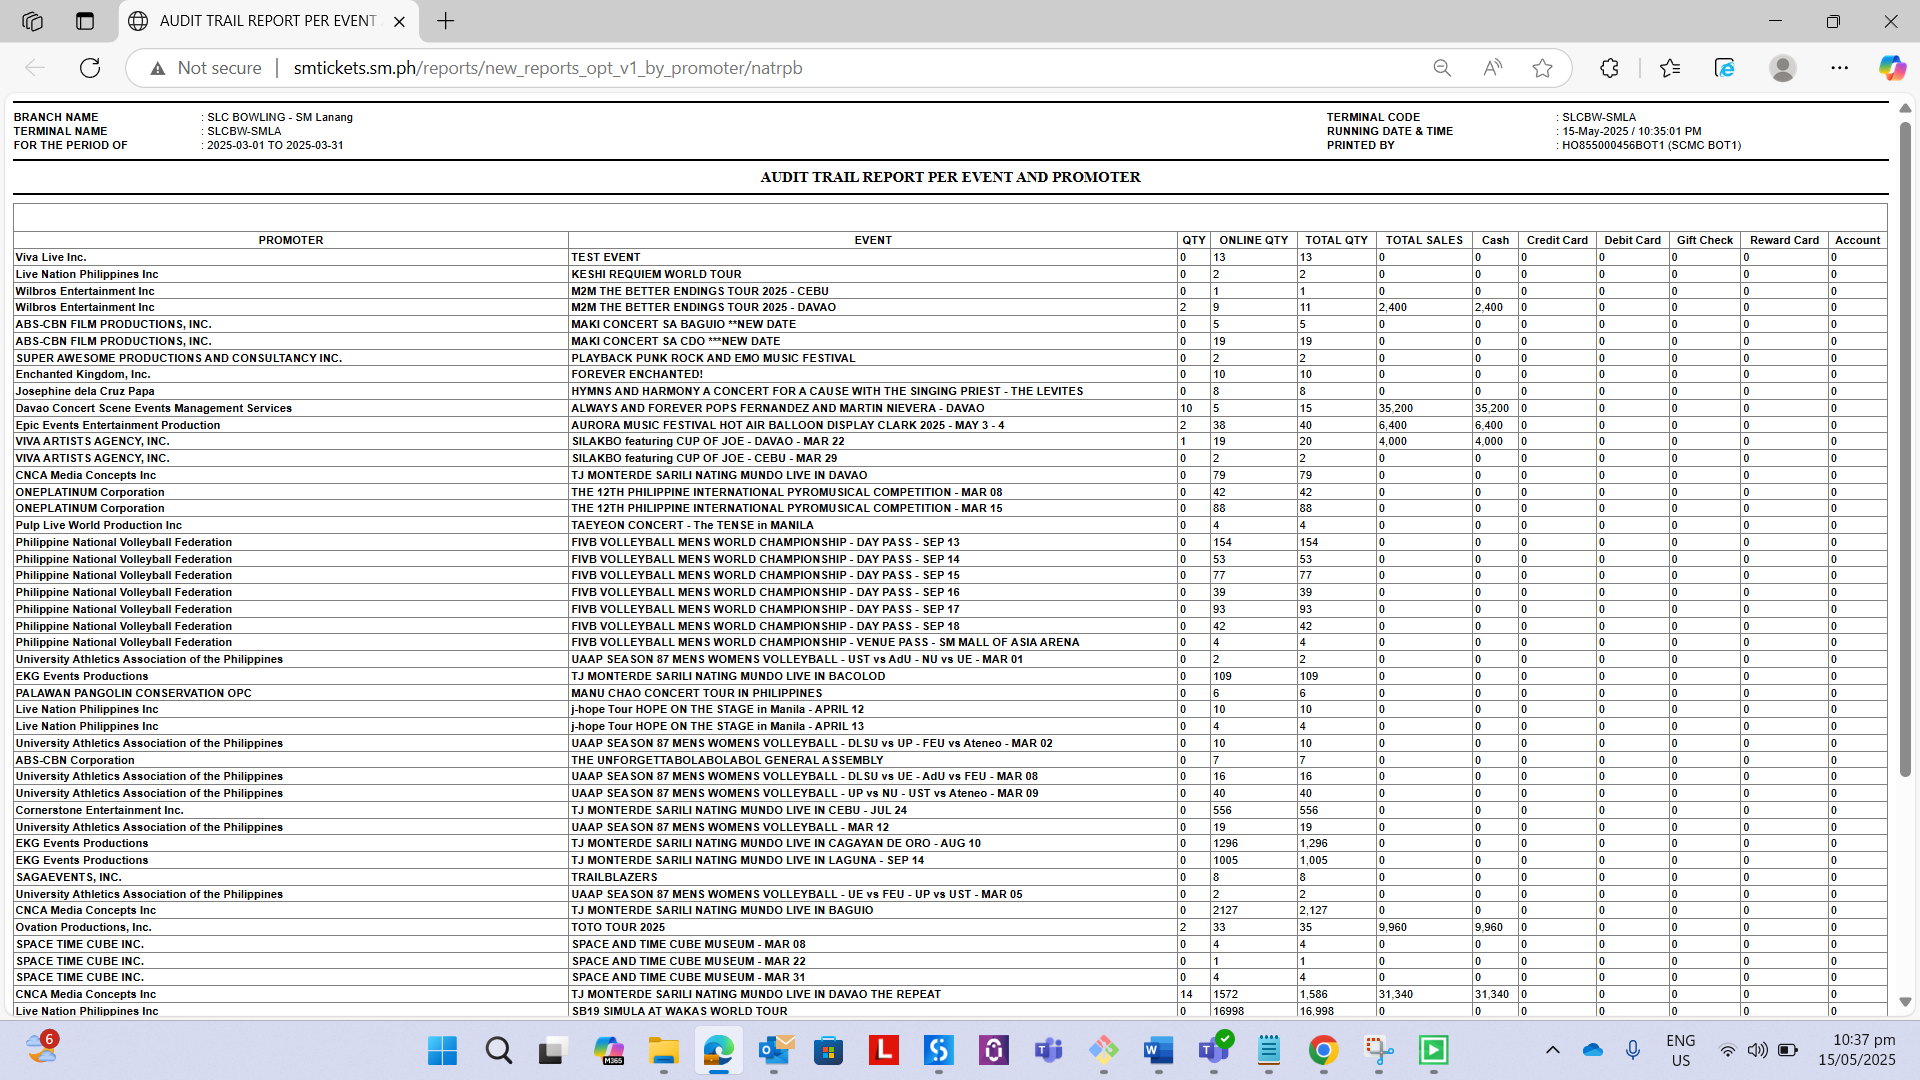 AUDIT TRAIL REPORT PER EVENT
Not secure smtickets.sm.ph/reports/new_reports_opt_v1_by_promoter/natrpb
BRANCH NAME : SLC BOWLING - SM Lanang TERMINAL CODE : SLCBW-SMLA
TERMINAL NAME : SLCBW-SMLA RUNNING DATE & TIME : 15-May-2025 / 10:35:01 PM
FOR THE PERIOD OF : 2025-03-01 TO 2025-03-31 PRINTED BY : HO855000456BOT1 (SCMC BOT1)
AUDIT TRAIL REPORT PER EVENT AND PROMOTER
PROMOTER EVENT QTY ONLINE QTY TOTAL QTY TOTAL SALES Cash Credit Card Debit Card Gift Check Reward Card Account
Viva Live Inc. TEST EVENT 0 13 13 0 0 0 0 0 0 0
Live Nation Philippines Inc KESHI REQUIEM WORLD TOUR 0 2 2 0 0 0 0 0 0 0
Wilbros Entertainment Inc M2M THE BETTER ENDINGS TOUR 2025 - CEBU 0 1 1 0 0 0 0 0 0 0
Wilbros Entertainment Inc M2M THE BETTER ENDINGS TOUR 2025 - DAVAO 2 9 11 2,400 2,400 0 0 0 0 0
ABS-CBN FILM PRODUCTIONS, INC. MAKI CONCERT SA BAGUIO **NEW DATE 0 5 5 0 0 0 0 0 0 0
ABS-CBN FILM PRODUCTIONS, INC. MAKI CONCERT SA CDO ***NEW DATE 0 19 19 0 0 0 0 0 0 0
SUPER AWESOME PRODUCTIONS AND CONSULTANCY INC. PLAYBACK PUNK ROCK AND EMO MUSIC FESTIVAL 0 2 2 0 0 0 0 0 0 0
Enchanted Kingdom, Inc. FOREVER ENCHANTED! 0 10 10 0 0 0 0 0 0 0
Josephine dela Cruz Papa HYMNS AND HARMONY A CONCERT FOR A CAUSE WITH THE SINGING PRIEST - THE LEVITES 0 8 8 0 0 0 0 0 0 0
Davao Concert Scene Events Management Services ALWAYS AND FOREVER POPS FERNANDEZ AND MARTIN NIEVERA - DAVAO 10 5 15 35,200 35,200 0 0 0 0 0
Epic Events Entertainment Production AURORA MUSIC FESTIVAL HOT AIR BALLOON DISPLAY CLARK 2025 - MAY 3 - 4 2 38 40 6,400 6,400 0 0 0 0 0
VIVA ARTISTS AGENCY, INC. SILAKBO featuring CUP OF JOE - DAVAO - MAR 22 1 19 20 4,000 4,000 0 0 0 0 0
VIVA ARTISTS AGENCY, INC. SILAKBO featuring CUP OF JOE - CEBU - MAR 29 0 2 2 0 0 0 0 0 0 0
CNCA Media Concepts Inc TJ MONTERDE SARILI NATING MUNDO LIVE IN DAVAO 0 79 79 0 0 0 0 0 0 0
ONEPLATINUM Corporation THE 12TH PHILIPPINE INTERNATIONAL PYROMUSICAL COMPETITION - MAR 08 0 42 42 0 0 0 0 0 0 0
ONEPLATINUM Corporation THE 12TH PHILIPPINE INTERNATIONAL PYROMUSICAL COMPETITION - MAR 15 0 88 88 0 0 0 0 0 0 0
Pulp Live World Production Inc TAEYEON CONCERT - The TENSE in MANILA 0 4 4 0 0 0 0 0 0 0
Philippine National Volleyball Federation FIVB VOLLEYBALL MENS WORLD CHAMPIONSHIP - DAY PASS - SEP 13 0 154 154 0 0 0 0 0 0 0
Philippine National Volleyball Federation FIVB VOLLEYBALL MENS WORLD CHAMPIONSHIP - DAY PASS - SEP 14 0 53 53 0 0 0 0 0 0 0
Philippine National Volleyball Federation FIVB VOLLEYBALL MENS WORLD CHAMPIONSHIP - DAY PASS - SEP 15 0 77 77 0 0 0 0 0 0 0
Philippine National Volleyball Federation FIVB VOLLEYBALL MENS WORLD CHAMPIONSHIP - DAY PASS - SEP 16 0 39 39 0 0 0 0 0 0 0
Philippine National Volleyball Federation FIVB VOLLEYBALL MENS WORLD CHAMPIONSHIP - DAY PASS - SEP 17 0 93 93 0 0 0 0 0 0 0
Philippine National Volleyball Federation FIVB VOLLEYBALL MENS WORLD CHAMPIONSHIP - DAY PASS - SEP 18 0 42 42 0 0 0 0 0 0 0
Philippine National Volleyball Federation FIVB VOLLEYBALL MENS WORLD CHAMPIONSHIP - VENUE PASS - SM MALL OF ASIA ARENA 0 4 4 0 0 0 0 0 0 0
University Athletics Association of the Philippines UAAP SEASON 87 MENS WOMENS VOLLEYBALL - UST vs AdU - NU vs UE - MAR 01 0 2 2 0 0 0 0 0 0 0
EKG Events Productions TJ MONTERDE SARILI NATING MUNDO LIVE IN BACOLOD 0 109 109 0 0 0 0 0 0 0
PALAWAN PANGOLIN CONSERVATION OPC MANU CHAO CONCERT TOUR IN PHILIPPINES 0 6 6 0 0 0 0 0 0 0
Live Nation Philippines Inc j-hope Tour HOPE ON THE STAGE in Manila - APRIL 12 0 10 10 0 0 0 0 0 0 0
Live Nation Philippines Inc j-hope Tour HOPE ON THE STAGE in Manila - APRIL 13 0 4 4 0 0 0 0 0 0 0
University Athletics Association of the Philippines UAAP SEASON 87 MENS WOMENS VOLLEYBALL - DLSU vs UP - FEU vs Ateneo - MAR 02 0 10 10 0 0 0 0 0 0 0
ABS-CBN Corporation THE UNFORGETTABOLABOLABOL GENERAL ASSEMBLY 0 7 7 0 0 0 0 0 0 0
University Athletics Association of the Philippines UAAP SEASON 87 MENS WOMENS VOLLEYBALL - DLSU vs UE - AdU vs FEU - MAR 08 0 16 16 0 0 0 0 0 0 0
University Athletics Association of the Philippines UAAP SEASON 87 MENS WOMENS VOLLEYBALL - UP vs NU - UST vs Ateneo - MAR 09 0 40 40 0 0 0 0 0 0 0
Cornerstone Entertainment Inc. TJ MONTERDE SARILI NATING MUNDO LIVE IN CEBU - JUL 24 0 556 556 0 0 0 0 0 0 0
University Athletics Association of the Philippines UAAP SEASON 87 MENS WOMENS VOLLEYBALL - MAR 12 0 19 19 0 0 0 0 0 0 0
EKG Events Productions TJ MONTERDE SARILI NATING MUNDO LIVE IN CAGAYAN DE ORO - AUG 10 0 1296 1,296 0 0 0 0 0 0 0
EKG Events Productions TJ MONTERDE SARILI NATING MUNDO LIVE IN LAGUNA - SEP 14 0 1005 1,005 0 0 0 0 0 0 0
SAGAEVENTS, INC. TRAILBLAZERS 0 8 8 0 0 0 0 0 0 0
University Athletics Association of the Philippines UAAP SEASON 87 MENS WOMENS VOLLEYBALL - UE vs FEU - UP vs UST - MAR 05 0 2 2 0 0 0 0 0 0 0
CNCA Media Concepts Inc TJ MONTERDE SARILI NATING MUNDO LIVE IN BAGUIO 0 2127 2,127 0 0 0 0 0 0 0
Ovation Productions, Inc. TOTO TOUR 2025 2 33 35 9,960 9,960 0 0 0 0 0
SPACE TIME CUBE INC. SPACE AND TIME CUBE MUSEUM - MAR 08 0 4 4 0 0 0 0 0 0 0
SPACE TIME CUBE INC. SPACE AND TIME CUBE MUSEUM - MAR 22 0 1 1 0 0 0 0 0 0 0
SPACE TIME CUBE INC. SPACE AND TIME CUBE MUSEUM - MAR 31 0 4 4 0 0 0 0 0 0 0
CNCA Media Concepts Inc TJ MONTERDE SARILI NATING MUNDO LIVE IN DAVAO THE REPEAT 14 1572 1,586 31,340 31,340 0 0 0 0 0
Live Nation Philippines Inc SB19 SIMULA AT WAKAS WORLD TOUR 0 16998 16,998 0 0 0 0 0 0 0
6
M365
ENG
US
10:37 pm
15/05/2025